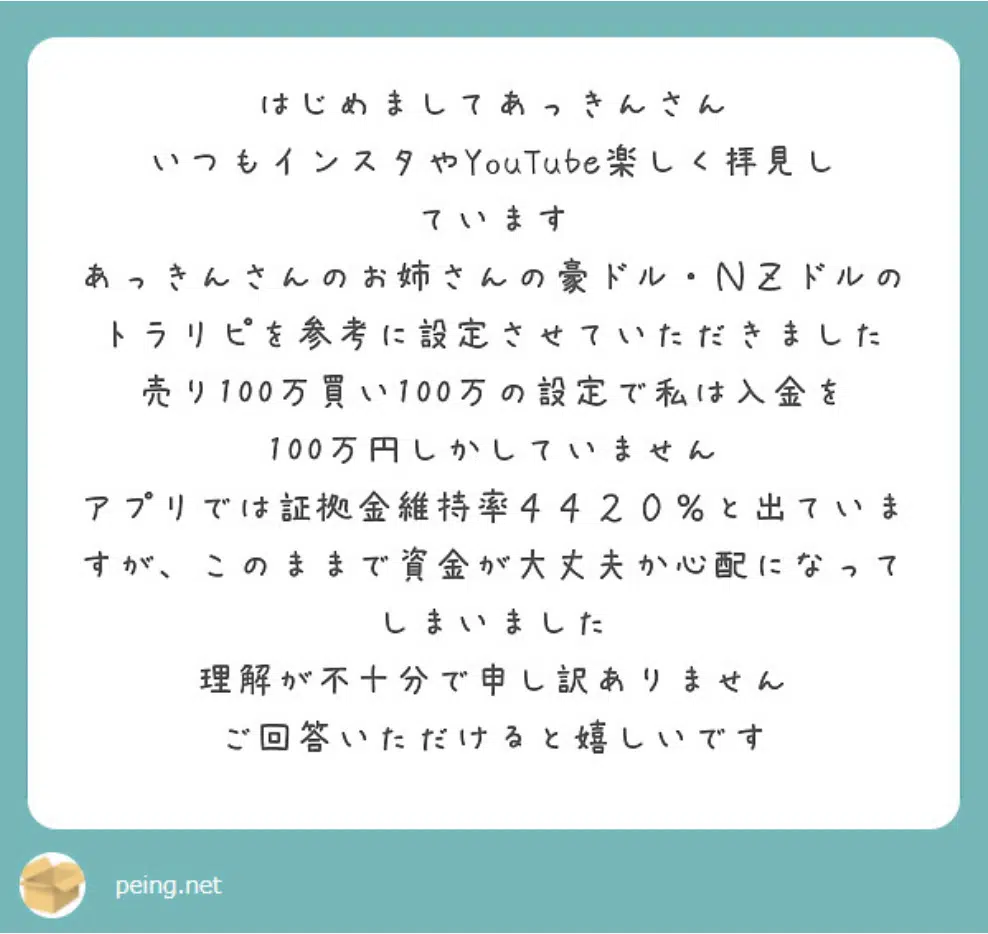 はじめましてあっきんさん
いつもインスタやYouTube楽しく拝見し
ています
あっきんさんのお姉さんの豪ドル・ＮＺドルの
トラリピを参考に設定させていただきました
売り100万買い100万の設定で私は入金を
100万円しかしていません
アプリでは証拠金維持率４４２０％と出ていま
すが、このままで資金が大丈夫か心配になって
しまいました
理解が不十分で申し訳ありません
ご回答いただけると嬉しいです
peing.net